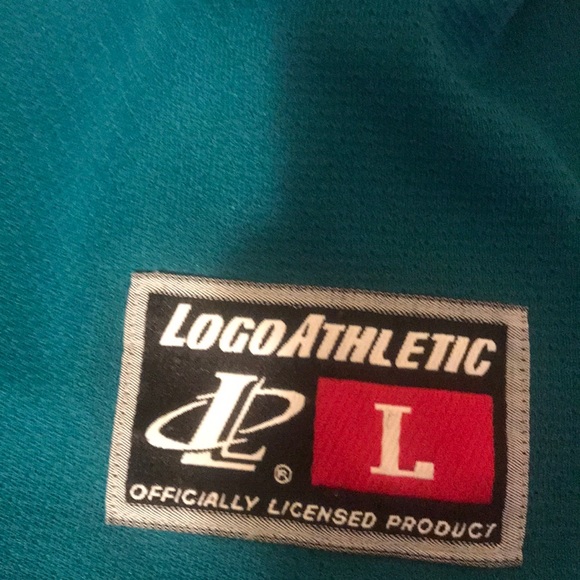 LOGOATHLETIC
L L
®
OFFICIALLY LICENSED PRODUCT